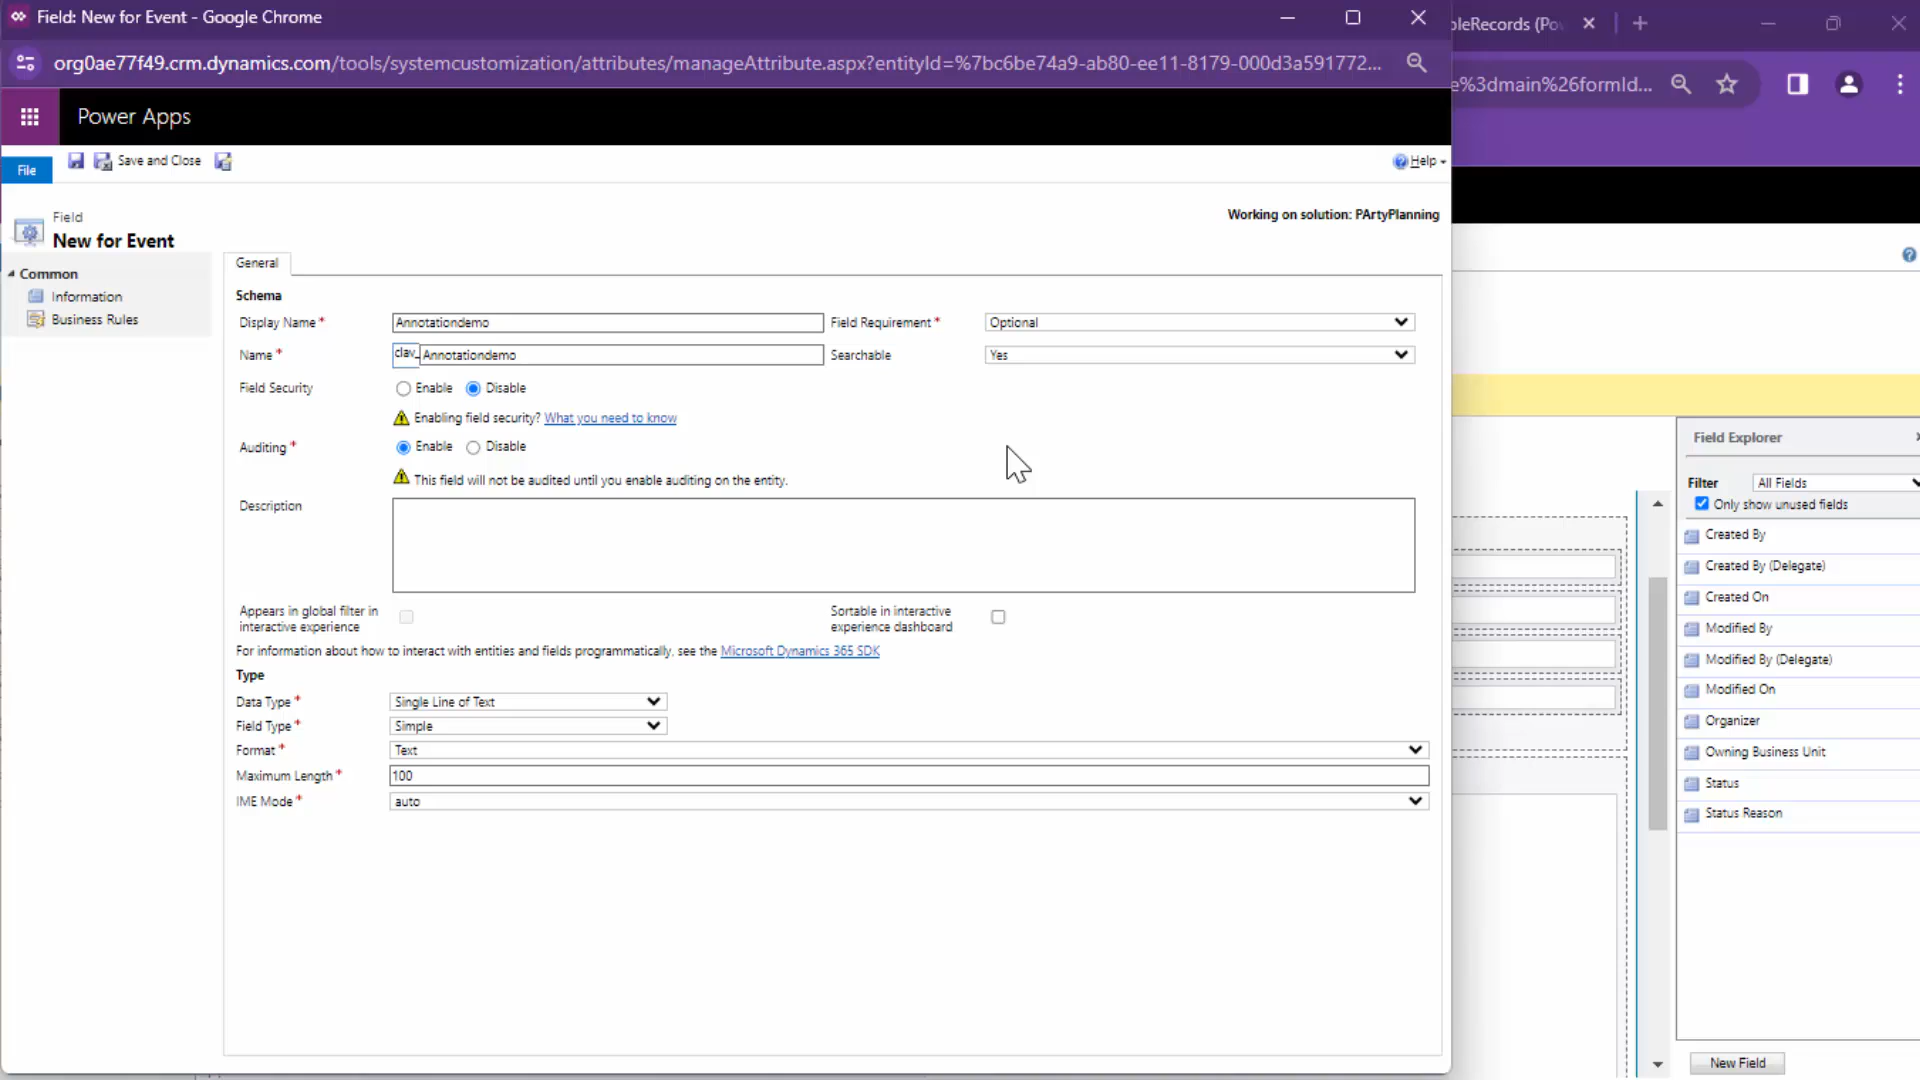 Field: New for Event - Google Chrome
bleRecords (Po
org0ae77f49.crm.dynamics.com/tools/systemcustomization/attributes/manageAttribute.aspx?entityId=%7bc6be74a9-ab80-ee11-8179-000d3a591772...
e%3dmain%26formId...
Power Apps
File
Save and Close
Help
Field
New for Event
Working on solution: PArtyPlanning
Common
Information
Business Rules
General
Schema
Display Name*
Annotationdemo
Field Requirement*
Optional
Name*
clav_
Annotationdemo
Searchable
Yes
Field Security
Enable
Disable
Enabling field security? What you need to know
Auditing*
Enable
Disable
This field will not be audited until you enable auditing on the entity.
Description
Appears in global filter in
interactive experience
Sortable in interactive
experience dashboard
For information about how to interact with entities and fields programmatically, see the Microsoft Dynamics 365 SDK
Type
Data Type*
Single Line of Text
Field Type*
Simple
Format*
Text
Maximum Length*
100
IME Mode*
auto
Field Explorer
Filter
All Fields
Only show unused fields
Created By
Created By (Delegate)
Created On
Modified By
Modified By (Delegate)
Modified On
Organizer
Owning Business Unit
Status
Status Reason
New Field